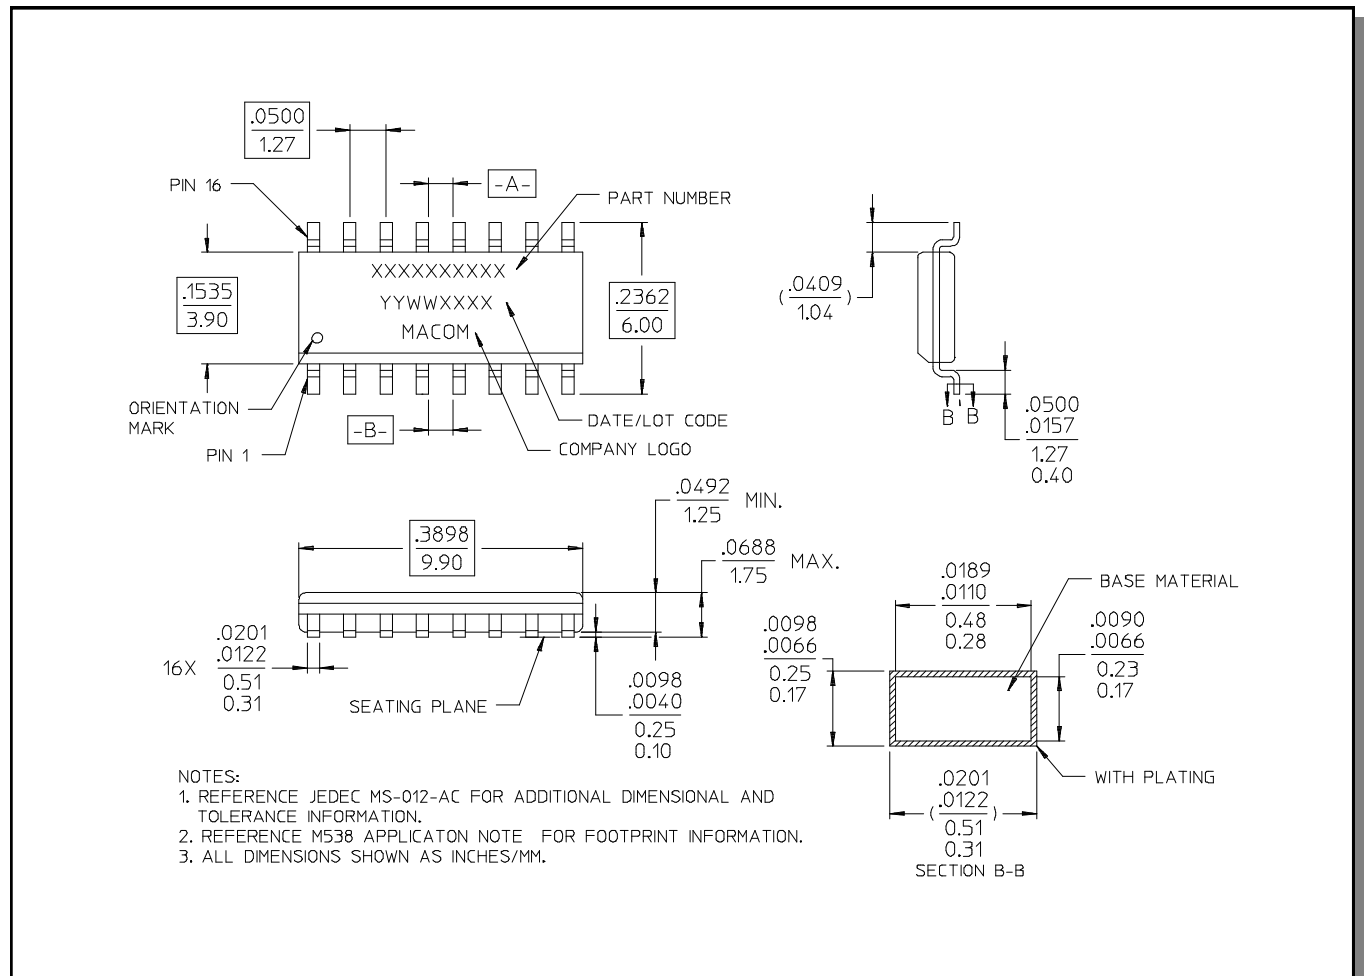 .0500
1.27
PIN 16
-A-
PART NUMBER
XXXXXXXXXX
YYWWXXXX
MACOM
.1535
3.90
.2362
6.00
ORIENTATION
MARK
PIN 1
-B-
DATE/LOT CODE
COMPANY LOGO
(.0409)
1.04
B B
.0500
.0157
1.27
0.40
.3898
9.90
.0492 MIN.
1.25
.0688 MAX.
1.75
16X .0201
.0122
0.51
0.31
SEATING PLANE
.0098
.0040
0.25
0.10
.0189
.0110
0.48
0.28
BASE MATERIAL
.0098
.0066
0.25
0.17
.0090
.0066
0.23
0.17
WITH PLATING
(.0201
.0122)
0.51
0.31
SECTION B-B
NOTES:
1. REFERENCE JEDEC MS-012-AC FOR ADDITIONAL DIMENSIONAL AND
TOLERANCE INFORMATION.
2. REFERENCE M538 APPLICATON NOTE FOR FOOTPRINT INFORMATION.
3. ALL DIMENSIONS SHOWN AS INCHES/MM.